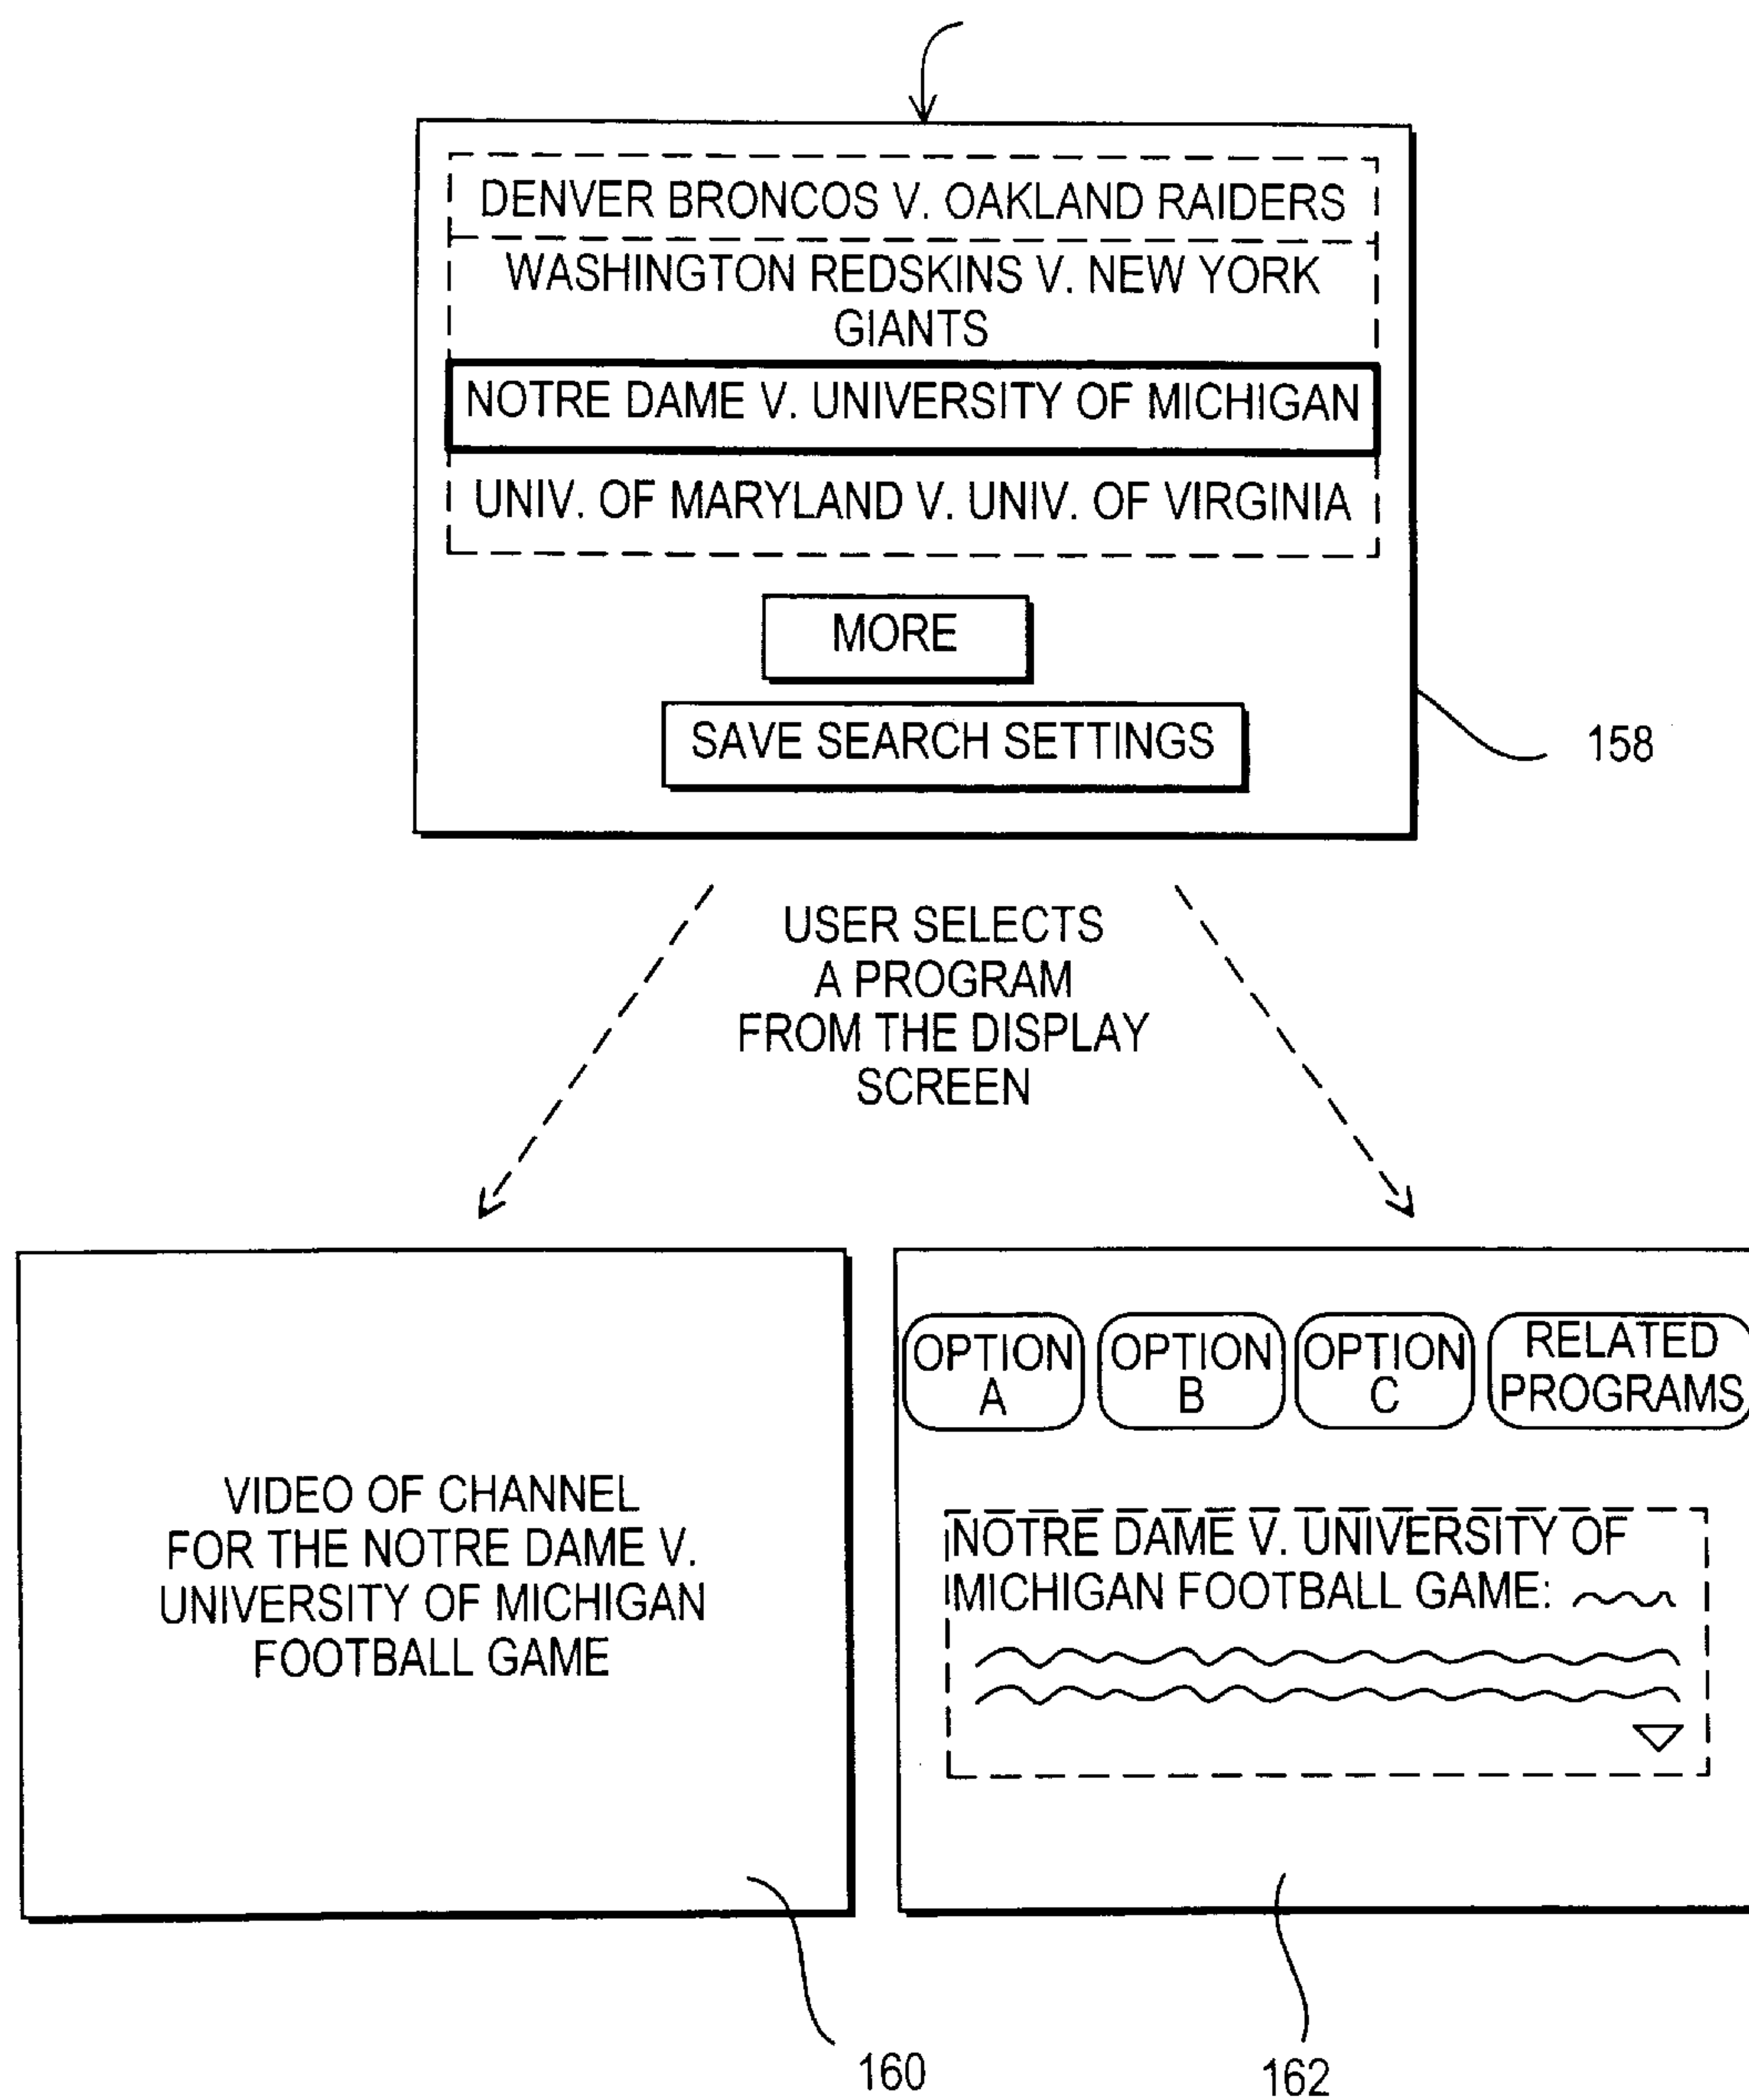 DENVER BRONCOS V. OAKLAND RAIDERS
WASHINGTON REDSKINS V. NEW YORK
GIANTS
NOTRE DAME V. UNIVERSITY OF MICHIGAN
UNIV. OF MARYLAND V. UNIV. OF VIRGINIA
MORE
SAVE SEARCH SETTINGS
158
USER SELECTS
A PROGRAM
FROM THE DISPLAY
SCREEN
VIDEO OF CHANNEL
FOR THE NOTRE DAME V.
UNIVERSITY OF MICHIGAN
FOOTBALL GAME
160
OPTION
A
OPTION
B
OPTION
C
RELATED
PROGRAMS
NOTRE DAME V. UNIVERSITY OF
MICHIGAN FOOTBALL GAME:
162